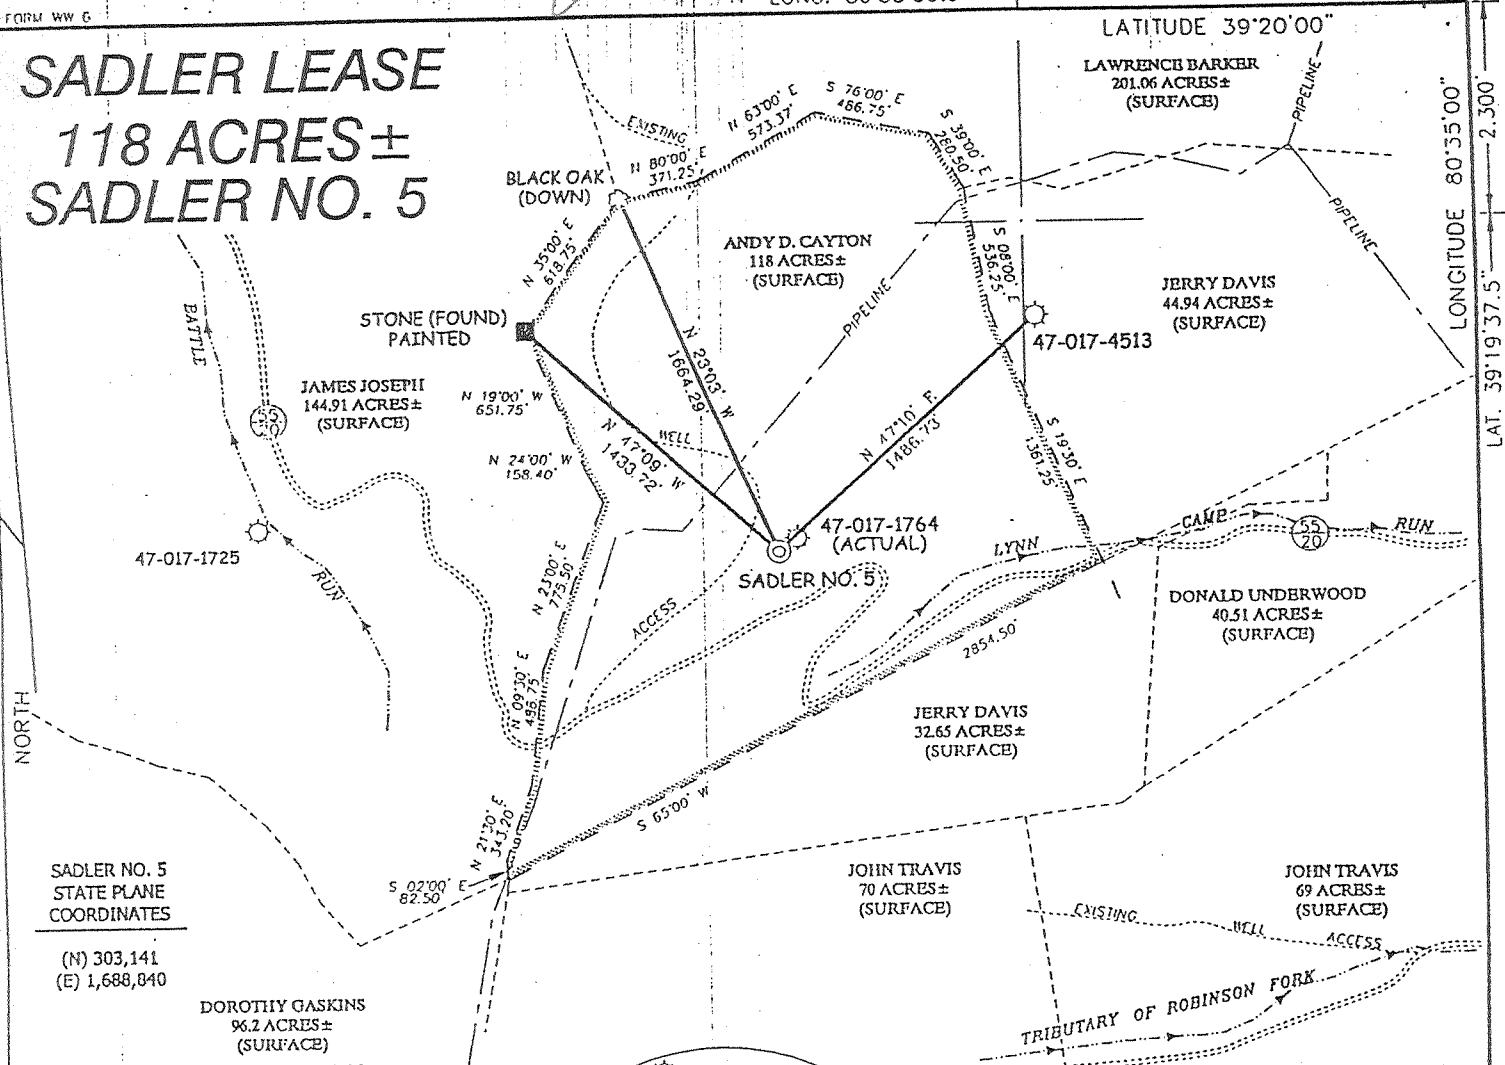 FORM WW 6
SADLER LEASE
118 ACRES±
SADLER NO. 5
LATITUDE 39°20'00"
LAWRENCE BARKER
201.06 ACRES±
(SURFACE)
PIPELINE
LONGITUDE 80°35'00"
2,300'
LAT. 39°19'37.5"
EXISTING
N 63°00' E
573.37'
S 76°00' E
486.75'
S 39°00' E
260.50'
N 80°00' E
371.25'
BLACK OAK
(DOWN)
N 35°00' E
618.75'
ANDY D. CAYTON
118 ACRES±
(SURFACE)
S 08°00' E
536.25'
PIPELINE
JERRY DAVIS
44.94 ACRES±
(SURFACE)
PIPELINE
STONE (FOUND)
PAINTED
BATTLE
N 23°03' W
1664.29'
47-017-4513
JAMES JOSEPH
144.91 ACRES±
(SURFACE)
N 19°00' W
651.75'
55
20
N 47°09' W
1433.72'
WELL
N 47°10' E
1486.73'
S 19°30' E
1361.25
N 24°00' W
158.40'
47-017-1725
RUN
47-017-1764
(ACTUAL)
SADLER NO. 5
LYNN
CAMP
55
20
RUN
N 23°00' E
775.50'
ACCESS
DONALD UNDERWOOD
40.51 ACRES±
(SURFACE)
2854.50'
N 09°30' E
486.75'
JERRY DAVIS
32.65 ACRES±
(SURFACE)
NORTH
S 65°00' W
N 21°30' E
343.20'
S 02°00' E
82.50'
SADLER NO. 5
STATE PLANE
COORDINATES
(N) 303,141
(E) 1,688,840
JOHN TRAVIS
70 ACRES±
(SURFACE)
JOHN TRAVIS
69 ACRES±
(SURFACE)
EXISTING
WELL
ACCESS
DOROTHY GASKINS
96.2 ACRES±
(SURFACE)
TRIBUTARY OF ROBINSON FORK